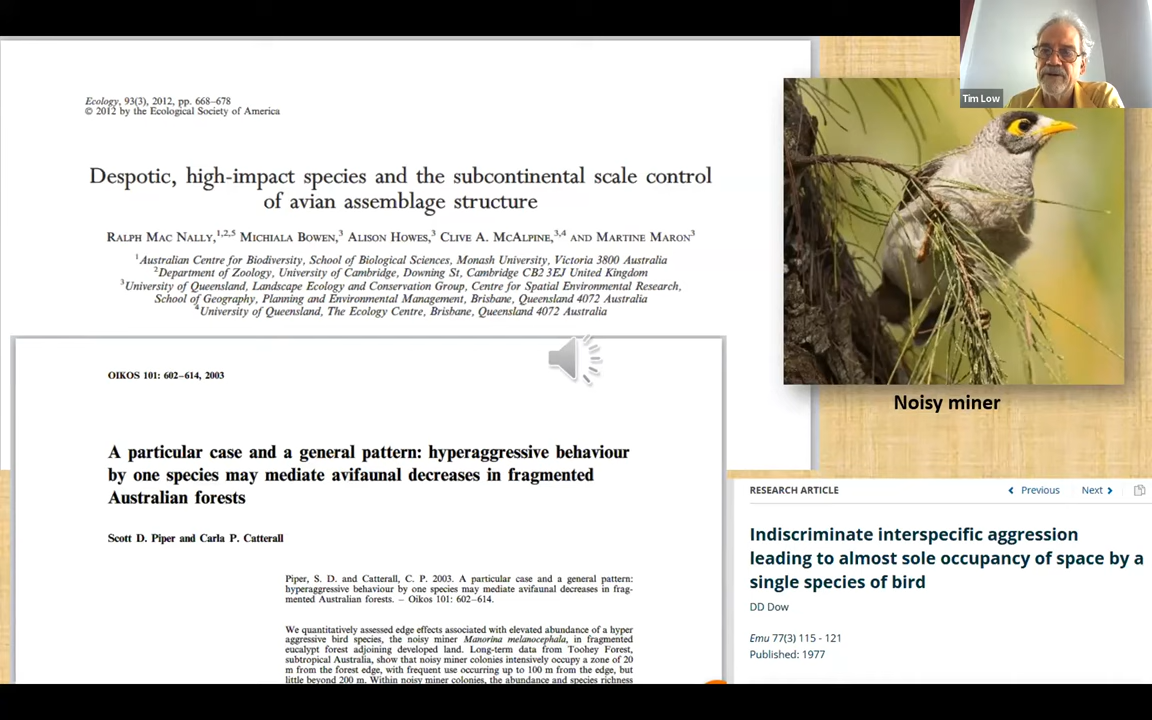 Tim Low
Ecology, 93(3), 2012, pp. 668–678
© 2012 by the Ecological Society of America
Despotic, high-impact species and the subcontinental scale control
of avian assemblage structure
RALPH MAC NALLY,1,2,5 MICHIALA BOWEN,3 ALISON HOWES,3 CLIVE A. MCALPINE,3,4 AND MARTINE MARON3
1Australian Centre for Biodiversity, School of Biological Sciences, Monash University, Victoria 3800 Australia
2Department of Zoology, University of Cambridge, Downing St, Cambridge CB2 3EJ United Kingdom
3University of Queensland, Landscape Ecology and Conservation Group, Centre for Spatial Environmental Research,
School of Geography, Planning and Environmental Management, Brisbane, Queensland 4072 Australia
4University of Queensland, The Ecology Centre, Brisbane, Queensland 4072 Australia
Noisy miner
OIKOS 101: 602–614, 2003
A particular case and a general pattern: hyperaggressive behaviour
by one species may mediate avifaunal decreases in fragmented
Australian forests
Scott D. Piper and Carla P. Catterall
Piper, S. D. and Catterall, C. P. 2003. A particular case and a general pattern:
hyperaggressive behaviour by one species may mediate avifaunal decreases in frag-
mented Australian forests. – Oikos 101: 602–614.
We quantitatively assessed edge effects associated with elevated abundance of a hyper
aggressive bird species, the noisy miner Manorina melanocephala, in fragmented
eucalypt forest adjoining developed land. Long-term data from Toohey Forest,
subtropical Australia, show that noisy miner colonies intensively occupy a zone of 20
m from the forest edge, with frequent use occurring up to 100 m from the edge, but
little beyond 200 m. Within noisy miner colonies, the abundance and species richness
RESEARCH ARTICLE
Previous Next
Indiscriminate interspecific aggression
leading to almost sole occupancy of space by a
single species of bird
DD Dow
Emu 77(3) 115 - 121
Published: 1977